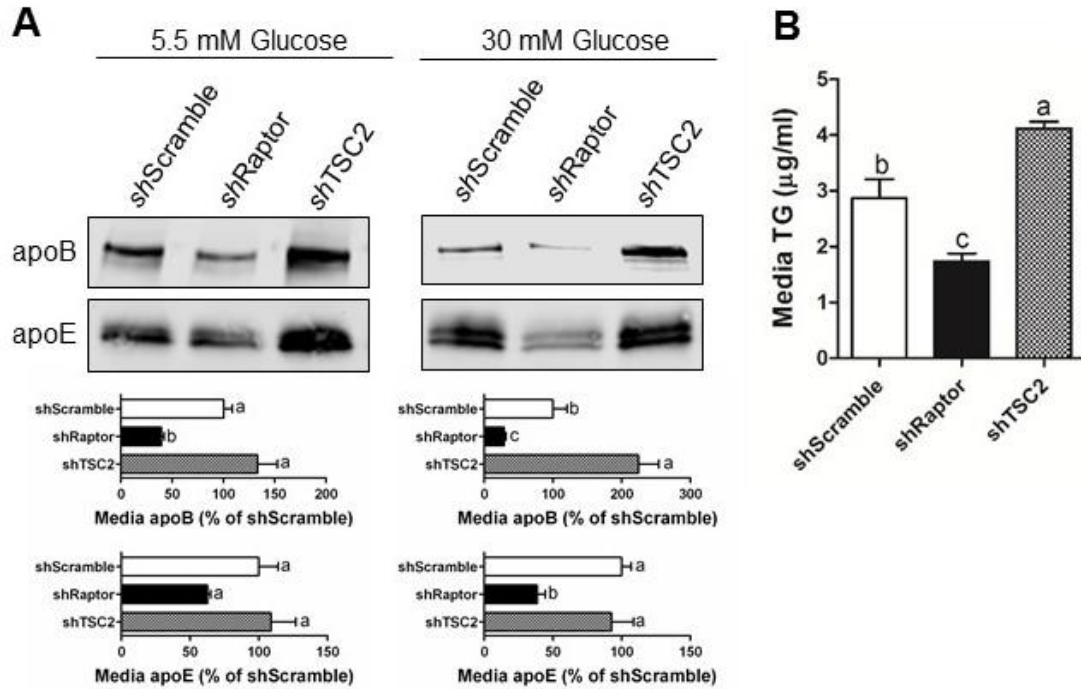 A
5.5 mM Glucose
30 mM Glucose
shScramble
shRaptor
shTSC2
shScramble
shRaptor
shTSC2
apoB
apoE
shScramble
shRaptor
shTSC2
a
b
a
0
50
100
150
200
Media apoB (% of shScramble)
shScramble
shRaptor
shTSC2
b
c
a
0
100
200
300
Media apoB (% of shScramble)
shScramble
shRaptor
shTSC2
a
a
a
0
50
100
150
Media apoE (% of shScramble)
shScramble
shRaptor
shTSC2
a
b
a
0
50
100
150
Media apoE (% of shScramble)
B
Media TG (µg/ml)
5
4
3
2
1
0
b
c
a
shScramble
shRaptor
shTSC2